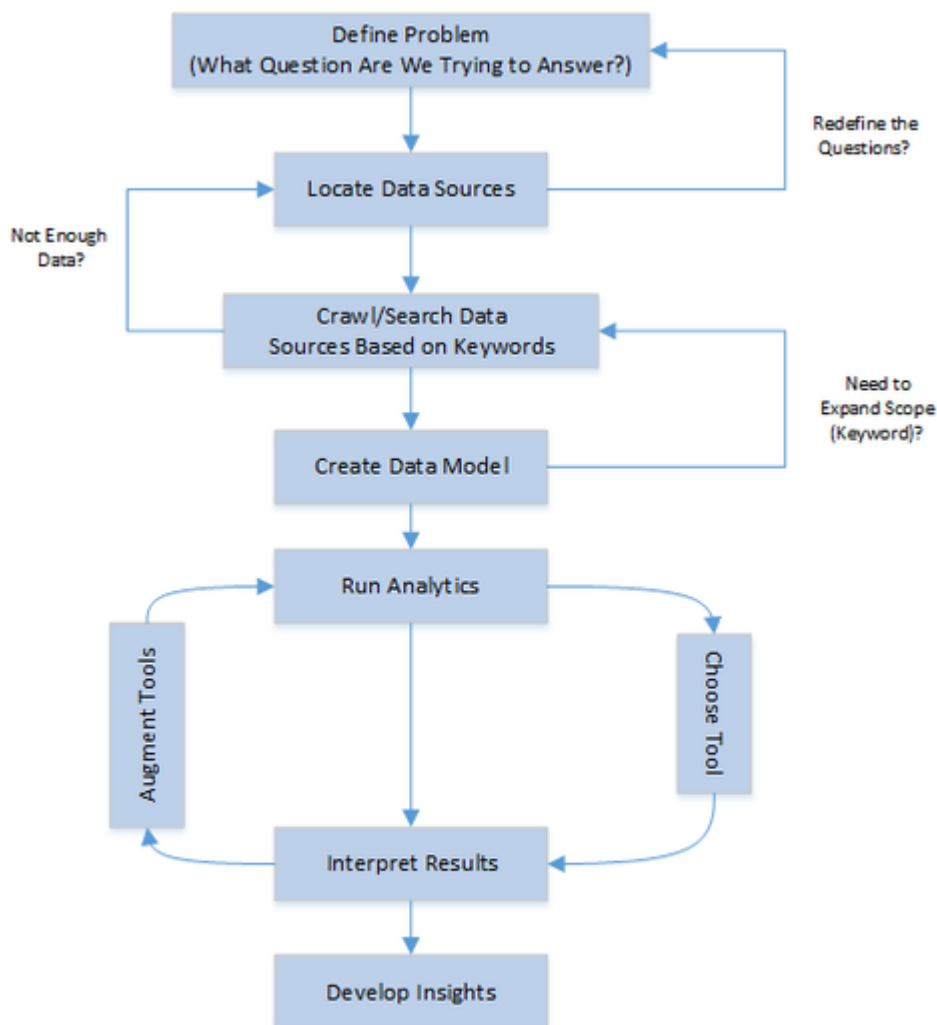 Define Problem
(What Question Are We Trying to Answer?)
Redefine the
Questions?
Locate Data Sources
Not Enough
Data?
Crawl/Search Data
Sources Based on Keywords
Need to
Expand Scope
(Keyword)?
Create Data Model
Run Analytics
Augment Tools
Choose Tool
Interpret Results
Develop Insights